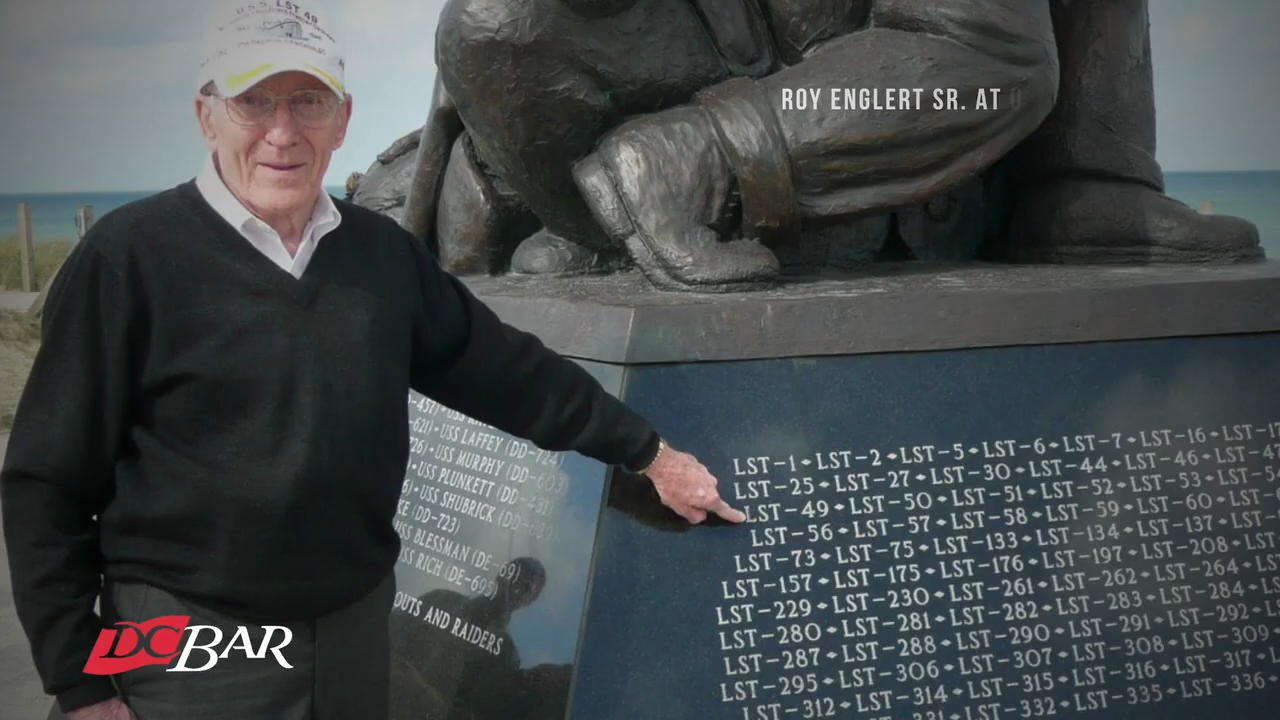 U.S.S. LST 49
ROY ENGLERT SR. AT
USS LAFFEY (DD-724)
USS MURPHY (DD-603
USS PLUNKETT (DD-431)
USS SHUBRICK (DD-
(DD-723)
USS BLESSMAN (DE-69)
USS RICH (DE-695)
OUTS AND RAIDERS
LST-1 • LST-2 • LST-5 • LST-6 • LST-7 • LST-16 • LST-17
LST-25 • LST-27 • LST-30 • LST-44 • LST-46 • LST-47
LST-49 • LST-50 • LST-51 • LST-52 • LST-53 •
LST-56 • LST-57 • LST-58 • LST-59 • LST-60 •
LST-73 • LST-75 • LST-133 • LST-134 • LST-137 • LST-
LST-157 • LST-175 • LST-176 • LST-197 • LST-208 •
LST-229 • LST-230 • LST-261 • LST-262 • LST-264 •
LST-280 • LST-281 • LST-282 • LST-283 • LST-284 •
LST-287 • LST-288 • LST-290 • LST-291 • LST-292 •
LST-295 • LST-306 • LST-307 • LST-308 • LST-309 •
LST-312 • LST-314 • LST-315 • LST-316 • LST-317 •
LST-332 • LST-335 • LST-336 •
DC BAR